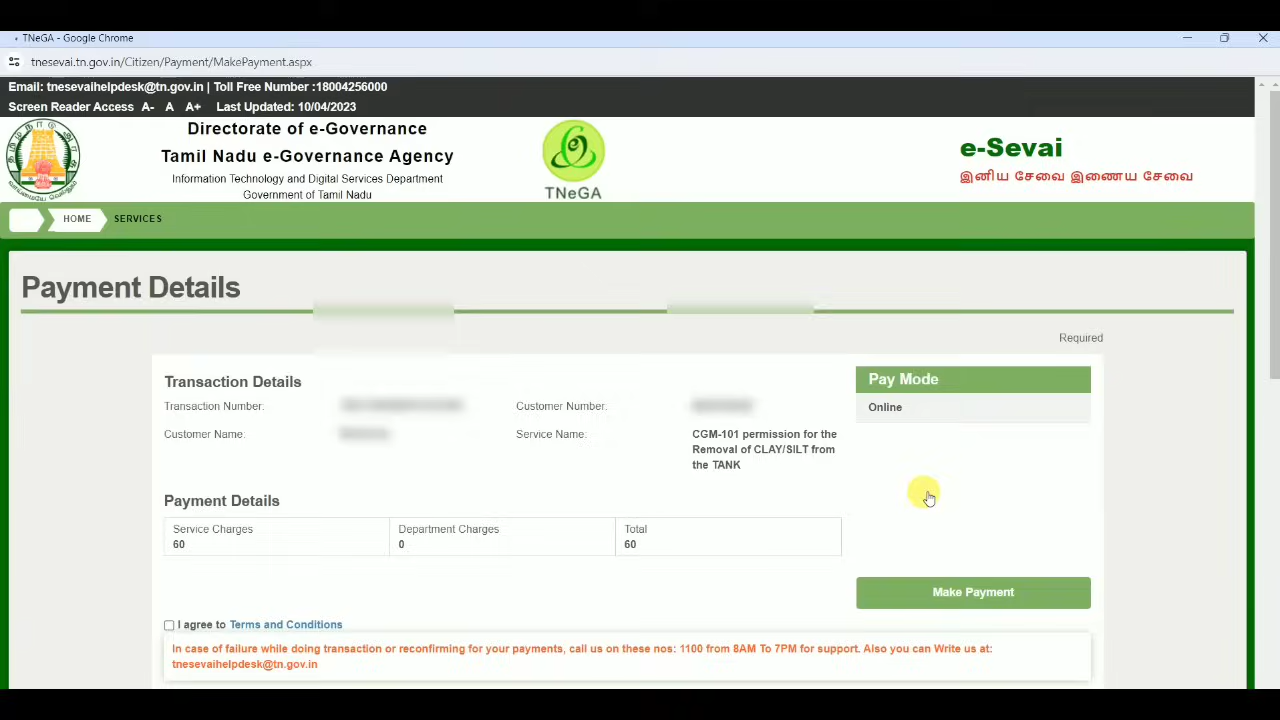 TNeGA - Google Chrome
tnesevai.tn.gov.in/Citizen/Payment/MakePayment.aspx
Email: tnesevaihelpdesk@tn.gov.in | Toll Free Number :18004256000
Screen Reader Access A- A A+ Last Updated: 10/04/2023
Directorate of e-Governance
Tamil Nadu e-Governance Agency
Information Technology and Digital Services Department
Government of Tamil Nadu
TNeGA
e-Sevai
இனிய சேவை இணைய சேவை
HOME SERVICES
Payment Details
Required
Transaction Details
Transaction Number:
Customer Number:
Customer Name:
Service Name:
CGM-101 permission for the
Removal of CLAY/SILT from
the TANK
Pay Mode
Online
Payment Details
Service Charges Department Charges Total
60 0 60
Make Payment
I agree to Terms and Conditions
In case of failure while doing transaction or reconfirming for your payments, call us on these nos: 1100 from 8AM To 7PM for support. Also you can Write us at:
tnesevaihelpdesk@tn.gov.in